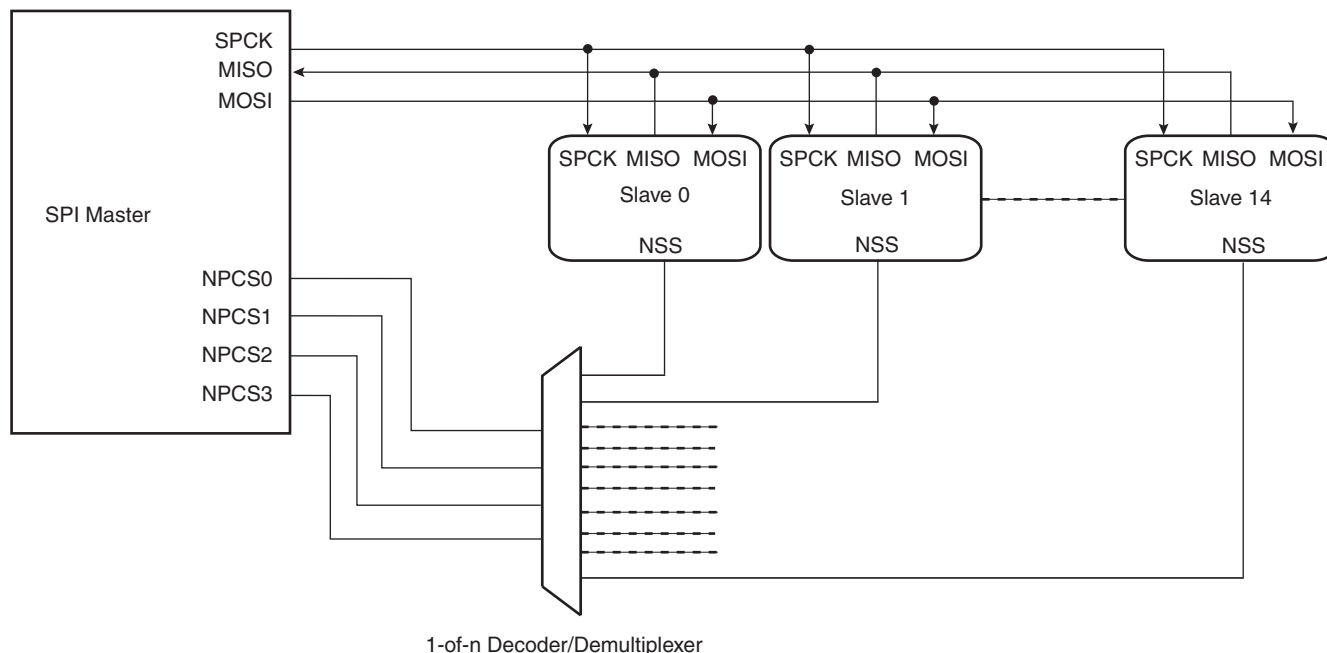 SPCK
MISO
MOSI
SPI Master
NPCS0
NPCS1
NPCS2
NPCS3
SPCK MISO MOSI
Slave 0
NSS
SPCK MISO MOSI
Slave 1
NSS
SPCK MISO MOSI
Slave 14
NSS
1-of-n Decoder/Demultiplexer